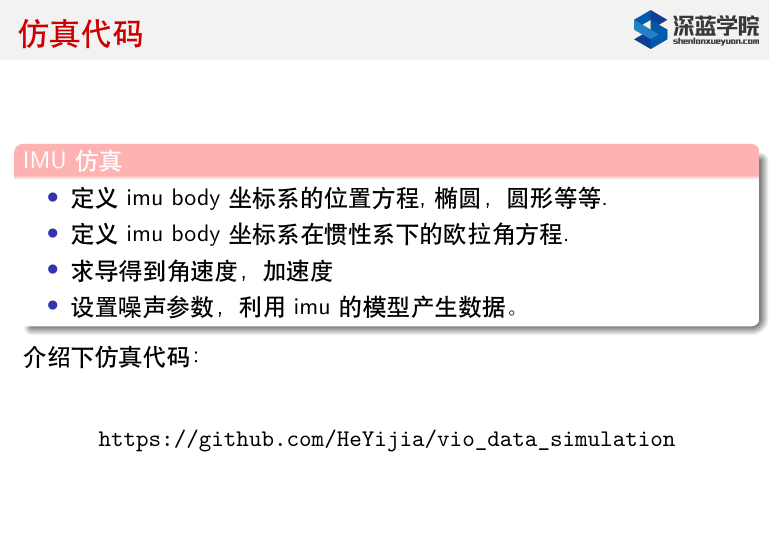 仿真代码
深蓝学院
shenlanxueyuan.com
IMU 仿真
• 定义 imu body 坐标系的位置方程, 椭圆，圆形等等.
• 定义 imu body 坐标系在惯性系下的欧拉角方程.
• 求导得到角速度，加速度
• 设置噪声参数，利用 imu 的模型产生数据。
介绍下仿真代码：
https://github.com/HeYijia/vio_data_simulation